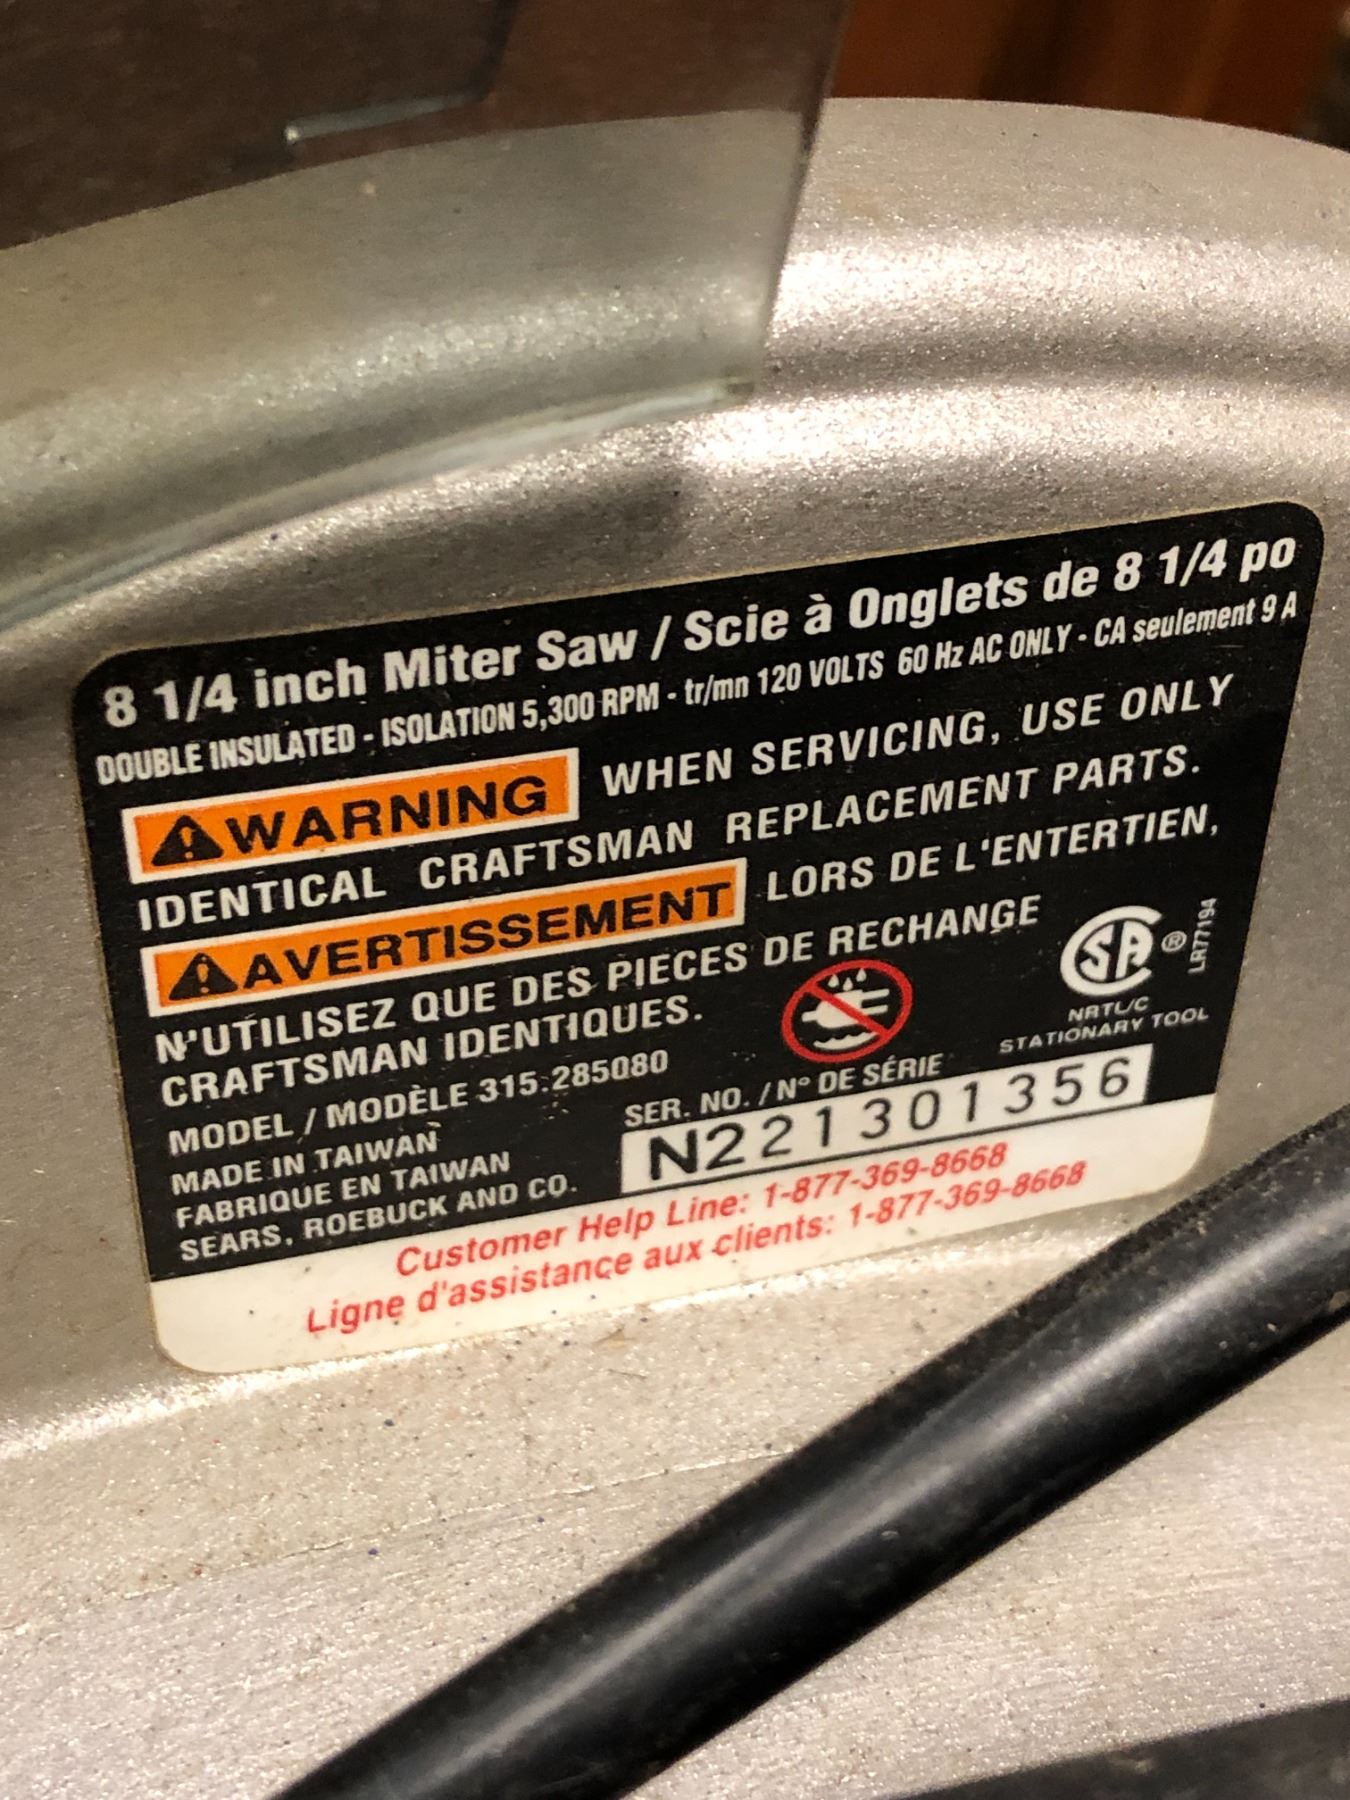 8 1/4 inch Miter Saw / Scie à Onglets de 8 1/4 po
DOUBLE INSULATED - ISOLATION 5,300 RPM - tr/mn 120 VOLTS 60 Hz AC ONLY - CA seulement 9 A
WARNING WHEN SERVICING, USE ONLY
IDENTICAL CRAFTSMAN REPLACEMENT PARTS.
AVERTISSEMENT LORS DE L'ENTERTIEN,
N'UTILISEZ QUE DES PIECES DE RECHANGE
CRAFTSMAN IDENTIQUES.
MODEL / MODÈLE 315.285080
MADE IN TAIWAN
FABRIQUE EN TAIWAN
SEARS, ROEBUCK AND CO.
SER. NO. / N° DE SÉRIE
N221301356
SA ®
LR77194
NRTL/C
STATIONARY TOOL
Customer Help Line: 1-877-369-8668
Ligne d'assistance aux clients: 1-877-369-8668